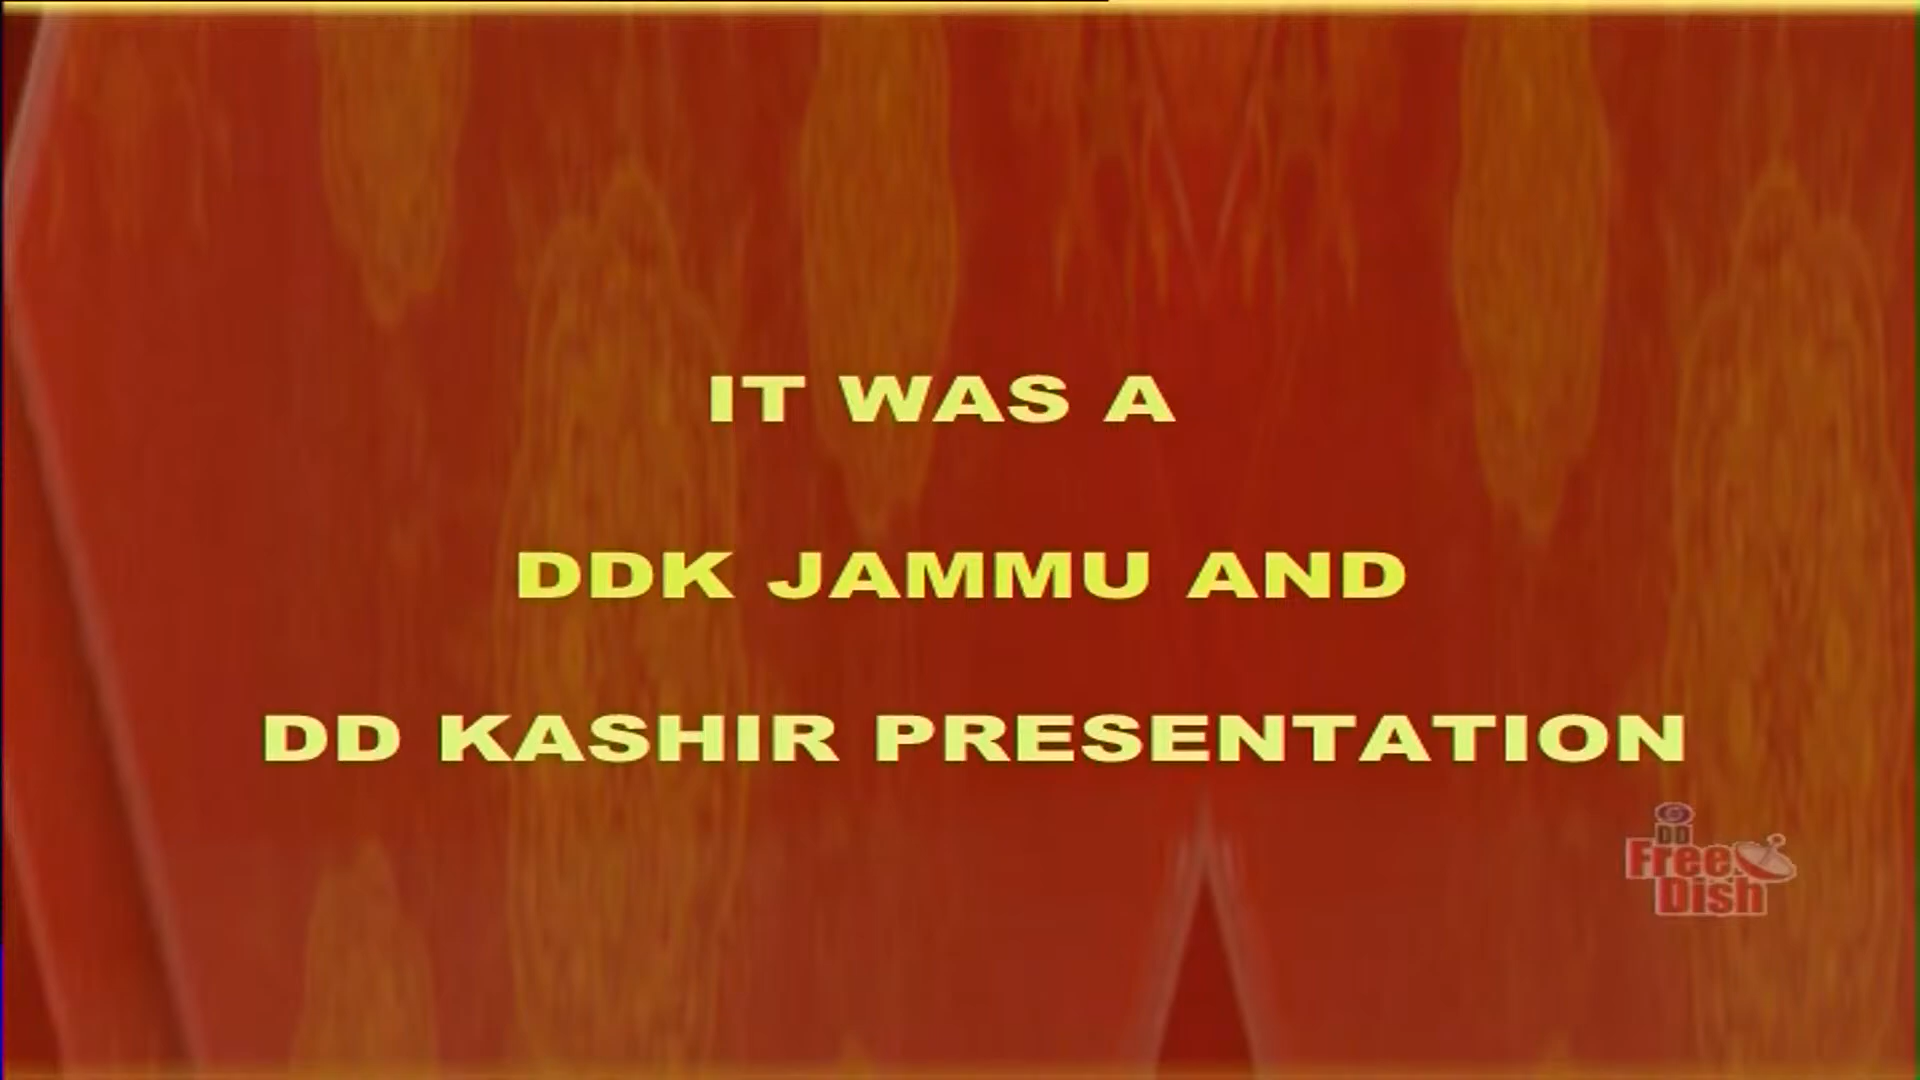 IT WAS A
DDK JAMMU AND
DD KASHIR PRESENTATION
DD
Free
Dish